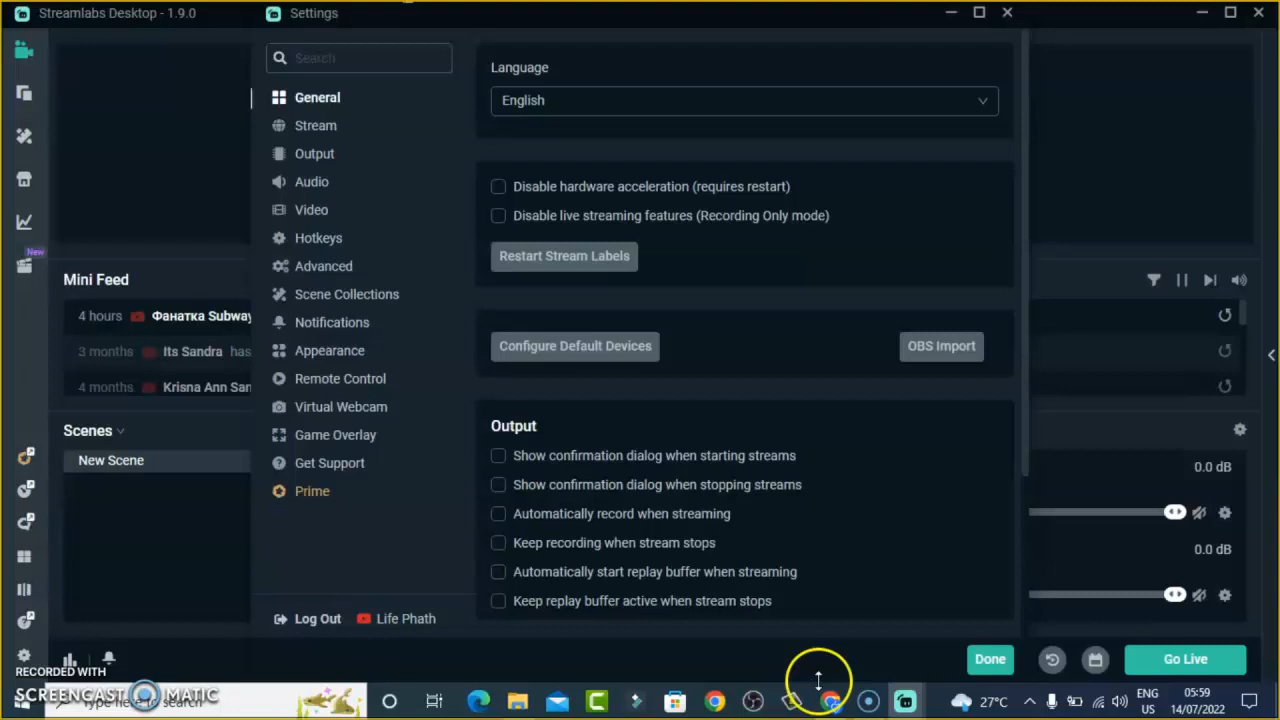 Streamlabs Desktop - 1.9.0
Settings
Search
General
Stream
Output
Audio
Video
Hotkeys
Advanced
Scene Collections
Notifications
Appearance
Remote Control
Virtual Webcam
Game Overlay
Get Support
Prime
Log Out
Life Phath
Language
English
Disable hardware acceleration (requires restart)
Disable live streaming features (Recording Only mode)
Restart Stream Labels
Configure Default Devices
OBS Import
Output
Show confirmation dialog when starting streams
Show confirmation dialog when stopping streams
Automatically record when streaming
Keep recording when stream stops
Automatically start replay buffer when streaming
Keep replay buffer active when stream stops
Done
New
Mini Feed
4 hours Фанатка Subway
3 months Its Sandra has
4 months Krisna Ann San
Scenes
New Scene
0.0 dB
0.0 dB
Go Live
RECORDED WITH
SCREENCAST MATIC
Type here to search
27°C
ENG
US
05:59
14/07/2022